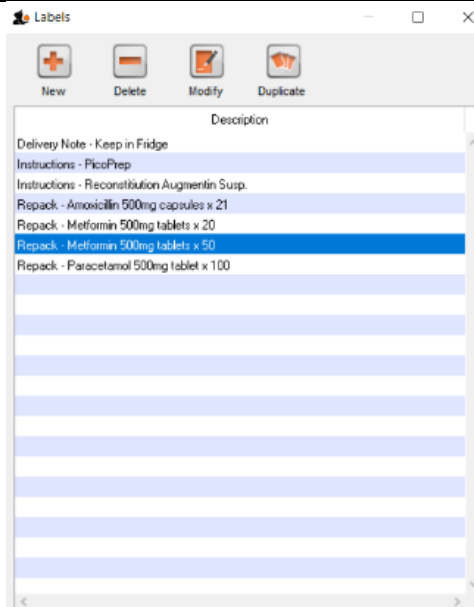 Labels
New Delete Modify Duplicate
Description
Delivery Note - Keep in Fridge
Instructions - PicoPrep
Instructions - Reconstitiution Augmentin Susp.
Repack - Amoxicillin 500mg capsules x 21
Repack - Metformin 500mg tablets x 20
Repack - Metformin 500mg tablets x 50
Repack - Paracetamol 500mg tablet x 100